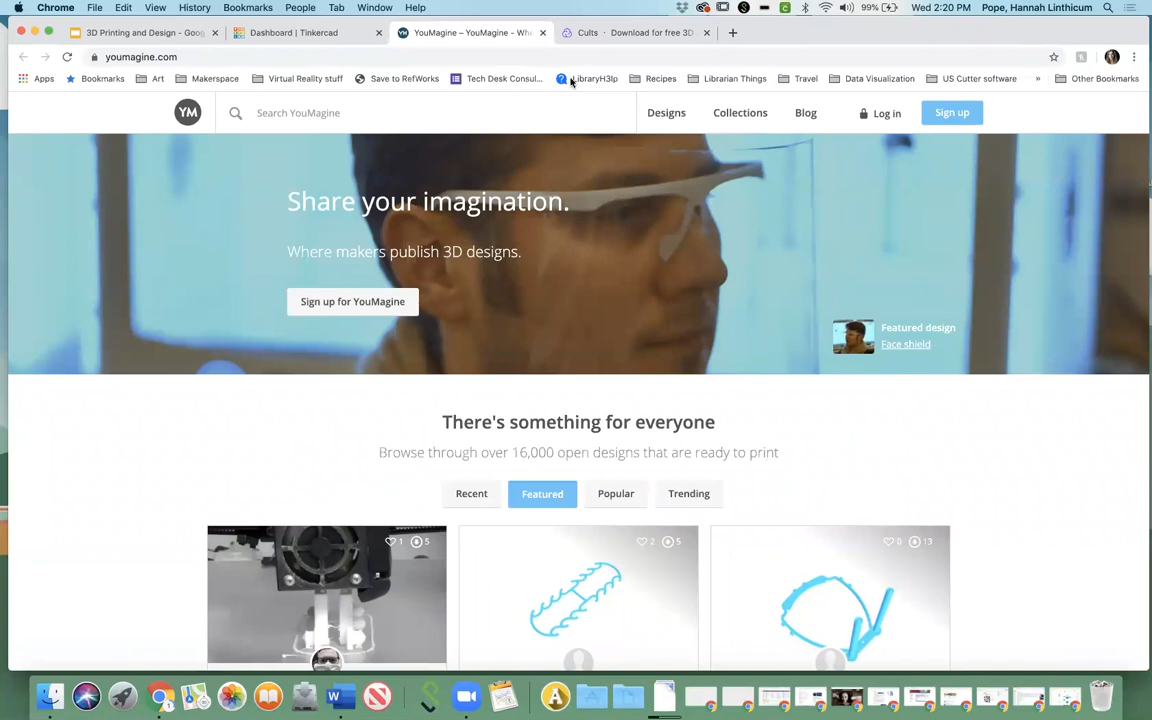 Chrome File Edit View History Bookmarks People Tab Window Help 99% Wed 2:20 PM Pope, Hannah Linthicum
3D Printing and Design - Goog Dashboard | Tinkercad YouMagine – YouMagine - Whe Cults · Download for free 3D
youmagine.com
Apps Bookmarks Art Makerspace Virtual Reality stuff Save to RefWorks Tech Desk Consul... LibraryH3lp Recipes Librarian Things Travel Data Visualization US Cutter software » Other Bookmarks
YM Search YouMagine Designs Collections Blog Log in Sign up
Share your imagination.
Where makers publish 3D designs.
Sign up for YouMagine
Featured design
Face shield
There's something for everyone
Browse through over 16,000 open designs that are ready to print
Recent Featured Popular Trending
1 5 2 5 0 13